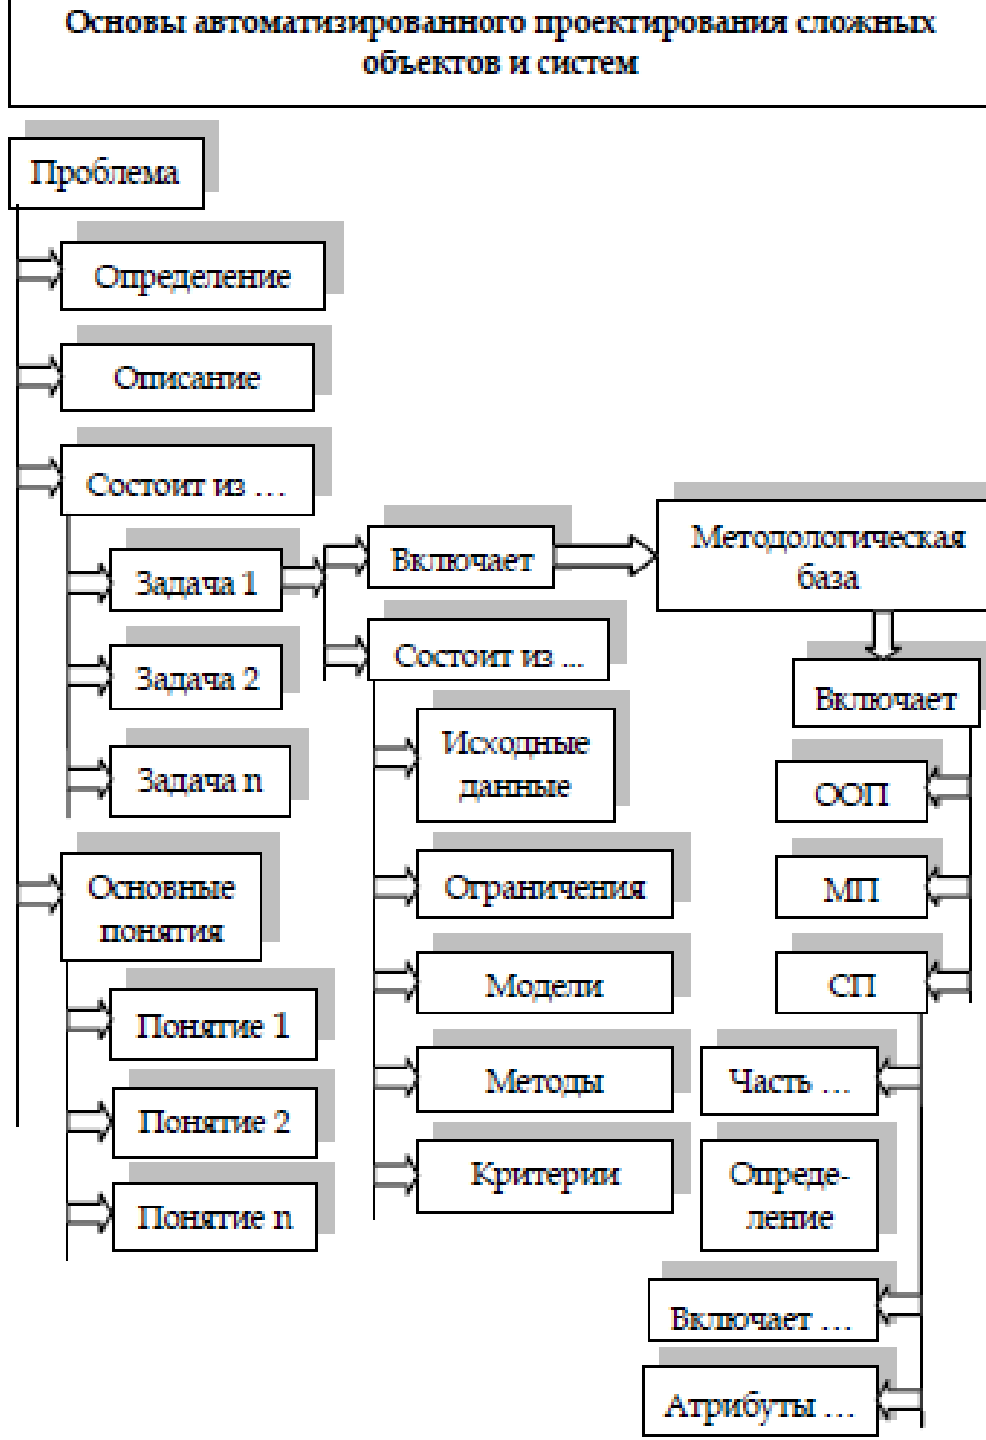 Основы автоматизированного проектирования сложных
объектов и систем
Проблема
Определение
Описание
Состоит из …
Задача 1
Задача 2
Задача n
Основные
понятия
Понятие 1
Понятие 2
Понятие n
Включает
Состоит из ...
Исходные
данные
Ограничения
Модели
Методы
Критерии
Методологическая
база
Включает
ООП
МП
СП
Часть …
Опреде-
ление
Включает …
Атрибуты …